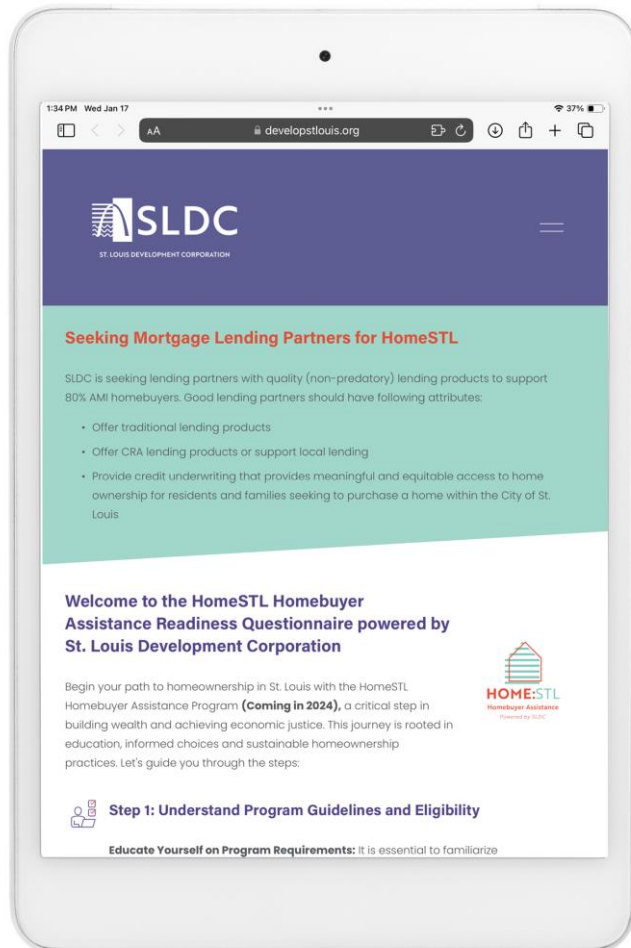 1:34 PM Wed Jan 17
37%
AA
developstlouis.org
SLDC
ST. LOUIS DEVELOPMENT CORPORATION
Seeking Mortgage Lending Partners for HomeSTL
SLDC is seeking lending partners with quality (non-predatory) lending products to support
80% AMI homebuyers. Good lending partners should have following attributes:
• Offer traditional lending products
• Offer CRA lending products or support local lending
• Provide credit underwriting that provides meaningful and equitable access to home
ownership for residents and families seeking to purchase a home within the City of St.
Louis
Welcome to the HomeSTL Homebuyer
Assistance Readiness Questionnaire powered by
St. Louis Development Corporation
Begin your path to homeownership in St. Louis with the HomeSTL
Homebuyer Assistance Program (Coming in 2024), a critical step in
building wealth and achieving economic justice. This journey is rooted in
education, informed choices and sustainable homeownership
practices. Let's guide you through the steps:
HOME:STL
Homebuyer Assistance
Powered by SLDC
Step 1: Understand Program Guidelines and Eligibility
Educate Yourself on Program Requirements: It is essential to familiarize